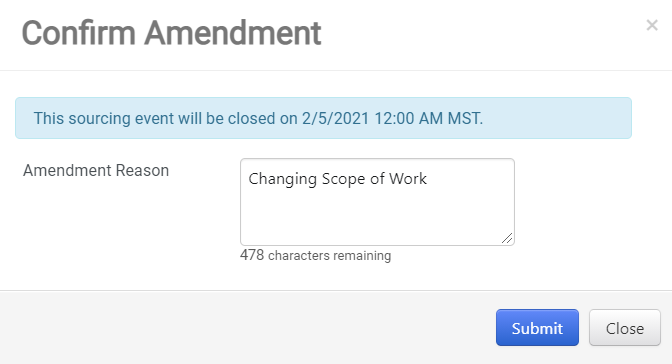 Confirm Amendment
×
This sourcing event will be closed on 2/5/2021 12:00 AM MST.
Amendment Reason
Changing Scope of Work
478 characters remaining
Submit
Close